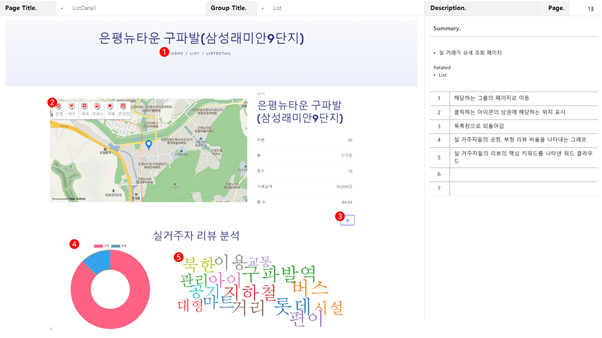 Page Title.
ListDetail
Group Title.
List
Description.
Page.
13
은평뉴타운 구파발(삼성래미안9단지)
1
HOME / LIST / LISTDETAIL
Summery.
실 거래가 상세 조회 페이지
Related
List
1 해당하는 그룹의 페이지로 이동
2 클릭하는 아이콘의 상권에 해당하는 위치 표시
3 목록창으로 되돌아감
4 실 거주자들의 긍정, 부정 리뷰 비율을 나타내는 그래프
5 실 거주자들의 리뷰의 핵심 키워드를 나타낸 워드 클라우드
6
7
2
은평뉴타운 구파발
(삼성래미안9단지)
3
실거주자 리뷰 분석
4
5
북한 이용 교통
관리 아이 구파발역
공기 지하철 버스
대형 마트 거리 롯데 시설
편이